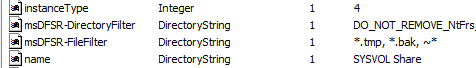 instanceType Integer 1 4
msDFSR-DirectoryFilter DirectoryString 1 DO_NOT_REMOVE_NtFrs_
msDFSR-FileFilter DirectoryString 1 *.tmp, *.bak, ~*
name DirectoryString 1 SYSVOL Share